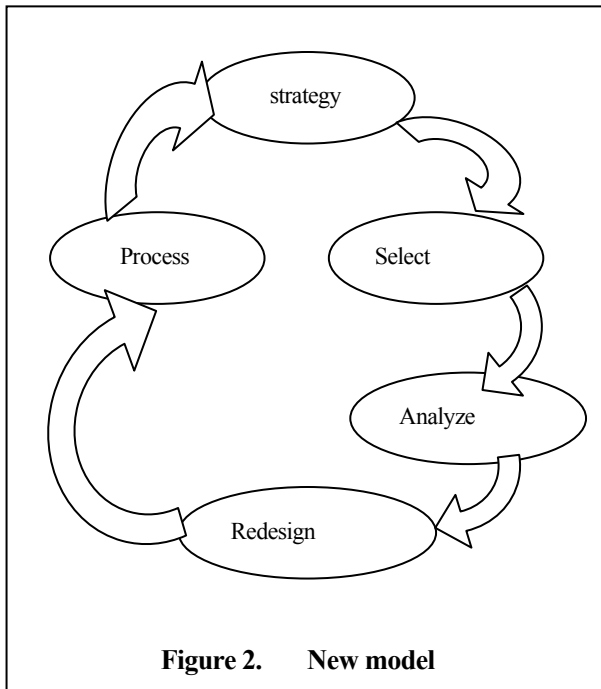 strategy
Process
Select
Analyze
Redesign
Figure 2. New model